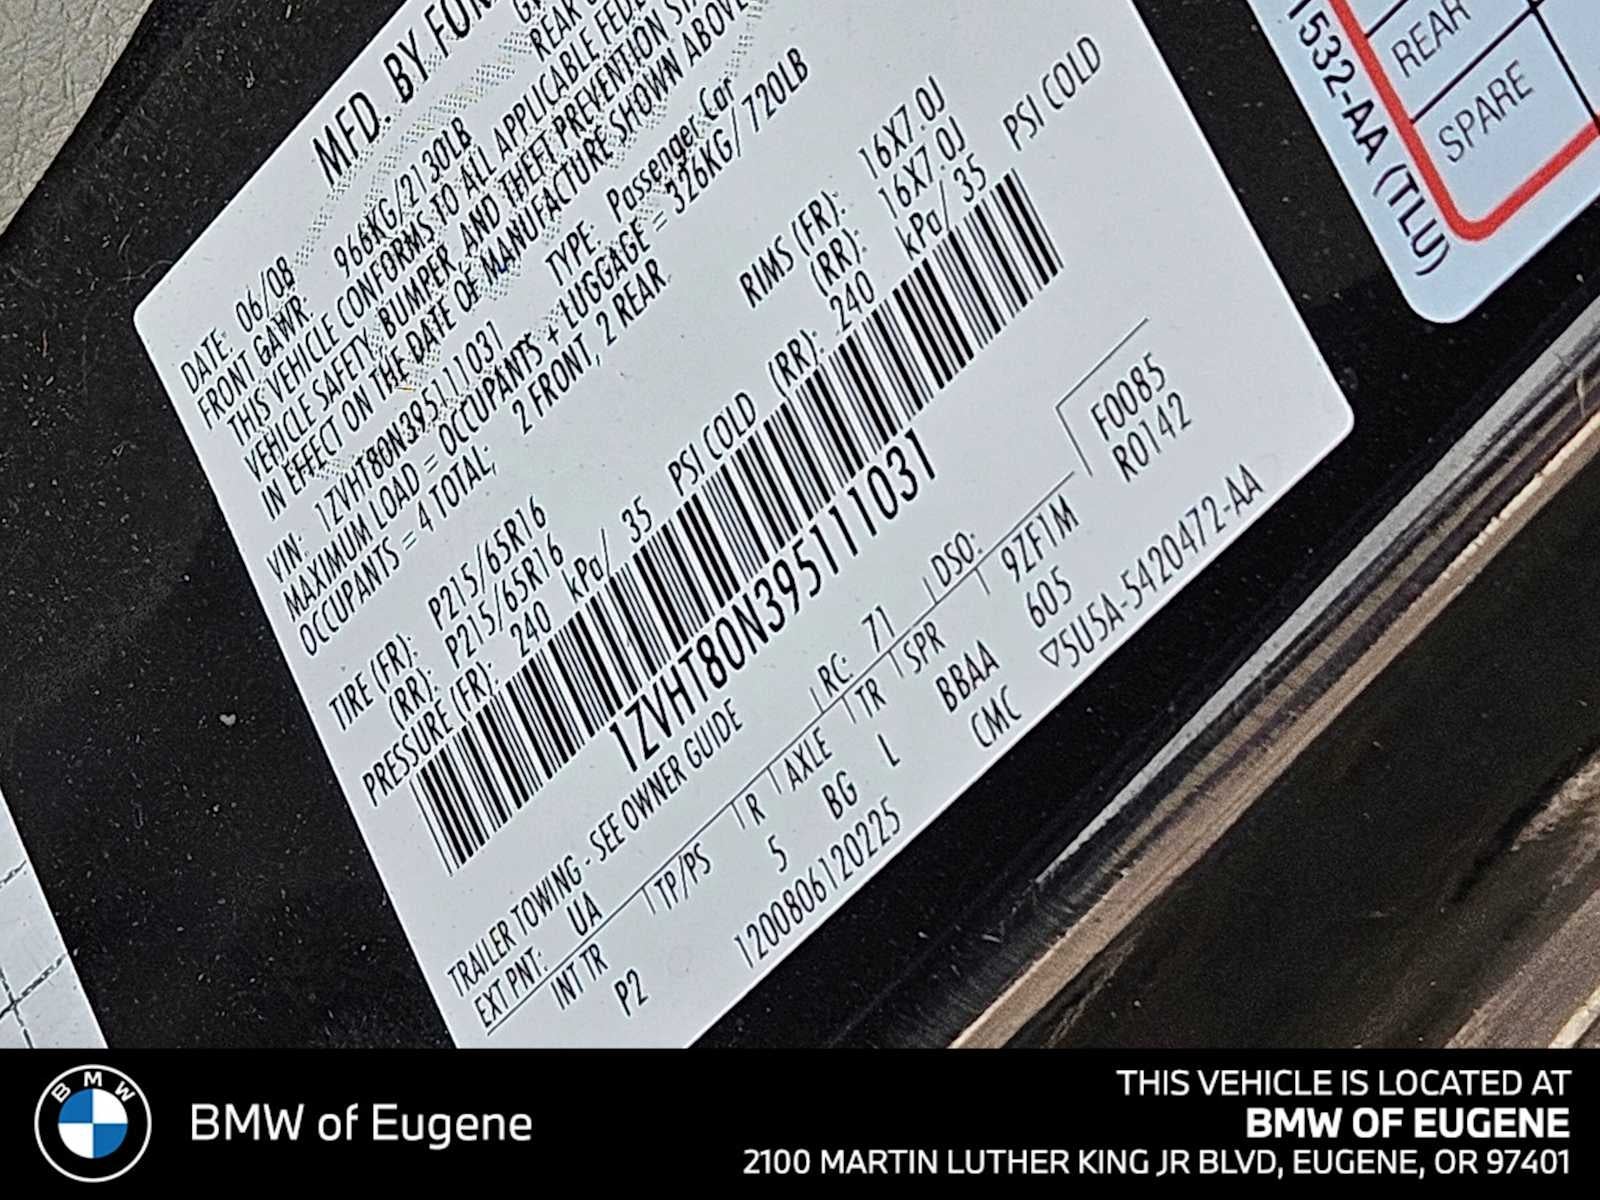 MFD. BY FOR
DATE: 06/08
FRONT GAWR: 966KG/2130LB REAR
THIS VEHICLE CONFORMS TO ALL APPLICABLE FEDE
VEHICLE SAFETY, BUMPER, AND THEFT PREVENTION
IN EFFECT ON THE DATE OF MANUFACTURE SHOWN ABOVE
VIN: 1ZVHT80N395111031 TYPE: Passenger Car
MAXIMUM LOAD = OCCUPANTS + LUGGAGE = 326KG/720LB
OCCUPANTS = 4 TOTAL; 2 FRONT, 2 REAR
TIRE (FR): P215/65R16 RIMS (FR): 16X7.0J
(RR): P215/65R16 (RR): 16X7.0J
PRESSURE (FR): 240 kPa/ 35 PSI COLD (RR): 240 kPa/ 35 PSI COLD
1ZVHT80N395111031
TRAILER TOWING - SEE OWNER GUIDE
EXT PNT: UA RC: 71 DSO: F0085
INT TR TP/PS R AXLE TR SPR 9ZF1M R0142
P2 5 BG L BBAA 605
1200806120225 CMC ▽5U5A-5420472-AA
1532-AA (TLU)
REAR
SPARE
BMW
BMW of Eugene
THIS VEHICLE IS LOCATED AT
BMW OF EUGENE
2100 MARTIN LUTHER KING JR BLVD, EUGENE, OR 97401